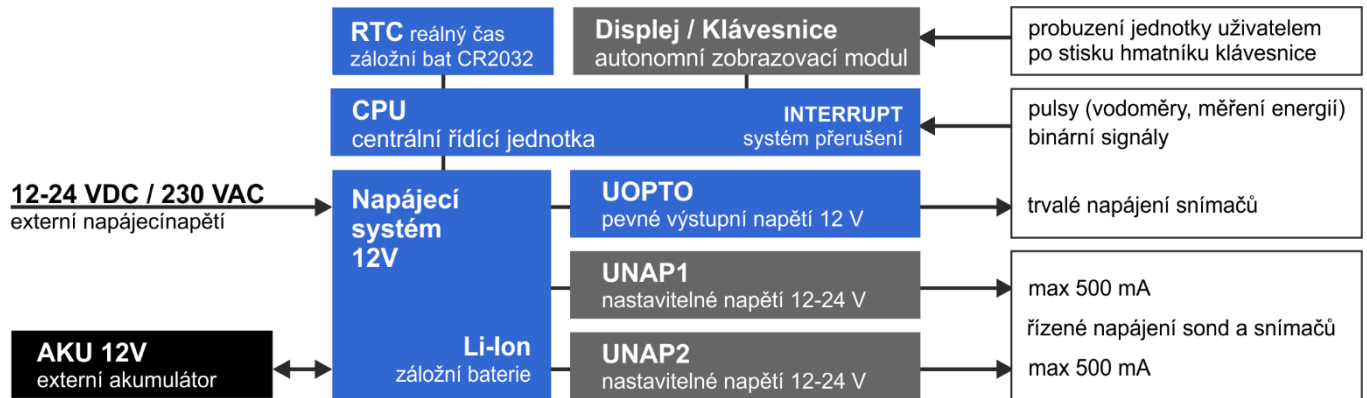 RTC reálný čas
záložní bat CR2032
Displej / Klávesnice
autonomní zobrazovací modul
probuzení jednotky uživatelem
po stisku hmatníku klávesnice
CPU
centrální řídící jednotka
INTERRUPT
systém přerušení
pulsy (vodoměry, měření energií)
binární signály
12-24 VDC / 230 VAC
externí napájecínapětí
Napájecí
systém
12V
UOPTO
pevné výstupní napětí 12 V
trvalé napájení snímačů
UNAP1
nastavitelné napětí 12-24 V
max 500 mA
řízené napájení sond a snímačů
AKU 12V
externí akumulátor
Li-Ion
záložní baterie
UNAP2
nastavitelné napětí 12-24 V
max 500 mA